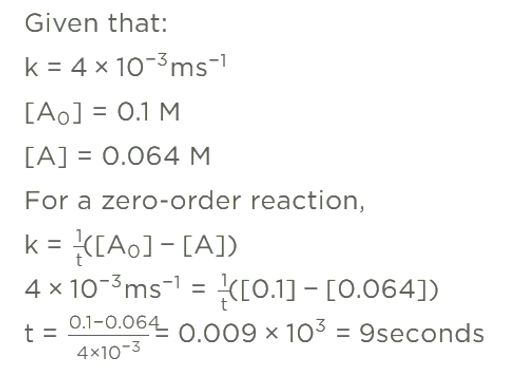 Given that:
k = 4 × 10⁻³ms⁻¹
[A₀] = 0.1 M
[A] = 0.064 M
For a zero-order reaction,
k = 1/t([A₀] − [A])
4 × 10⁻³ms⁻¹ = 1/t([0.1] − [0.064])
t = 0.1−0.064/4×10⁻³ = 0.009 × 10³ = 9seconds